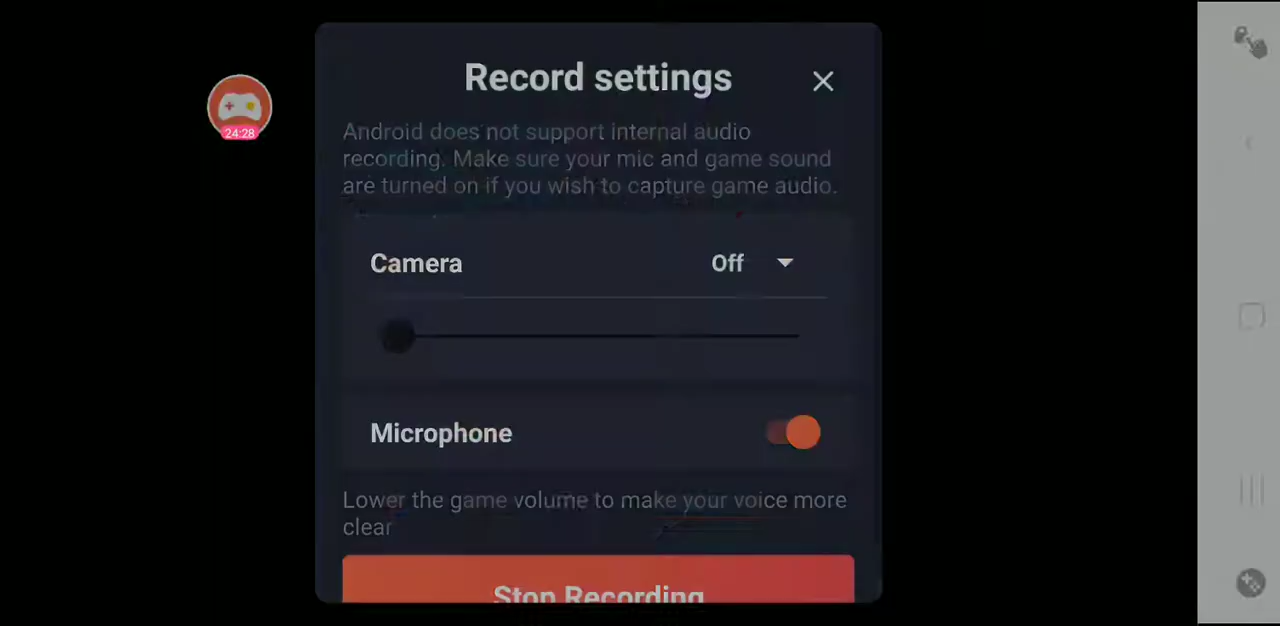 Record settings
24:28
Android does not support internal audio
recording. Make sure your mic and game sound
are turned on if you wish to capture game audio.
Camera Off
Microphone
Lower the game volume to make your voice more
clear
Stop Recording